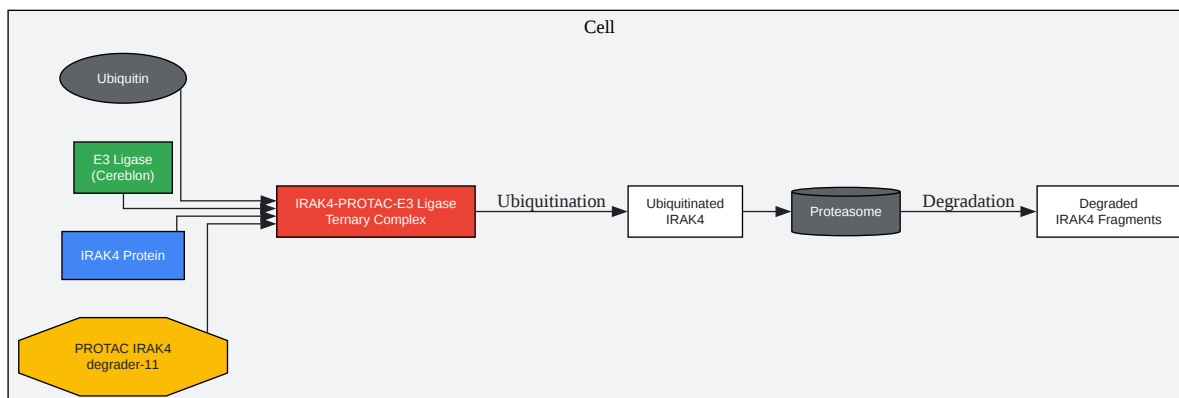 Cell
Ubiquitin
E3 Ligase
(Cereblon)
IRAK4 Protein
PROTAC IRAK4
degrader-11
IRAK4-PROTAC-E3 Ligase
Ternary Complex
Ubiquitination
Ubiquitinated
IRAK4
Proteasome
Degradation
Degraded
IRAK4 Fragments